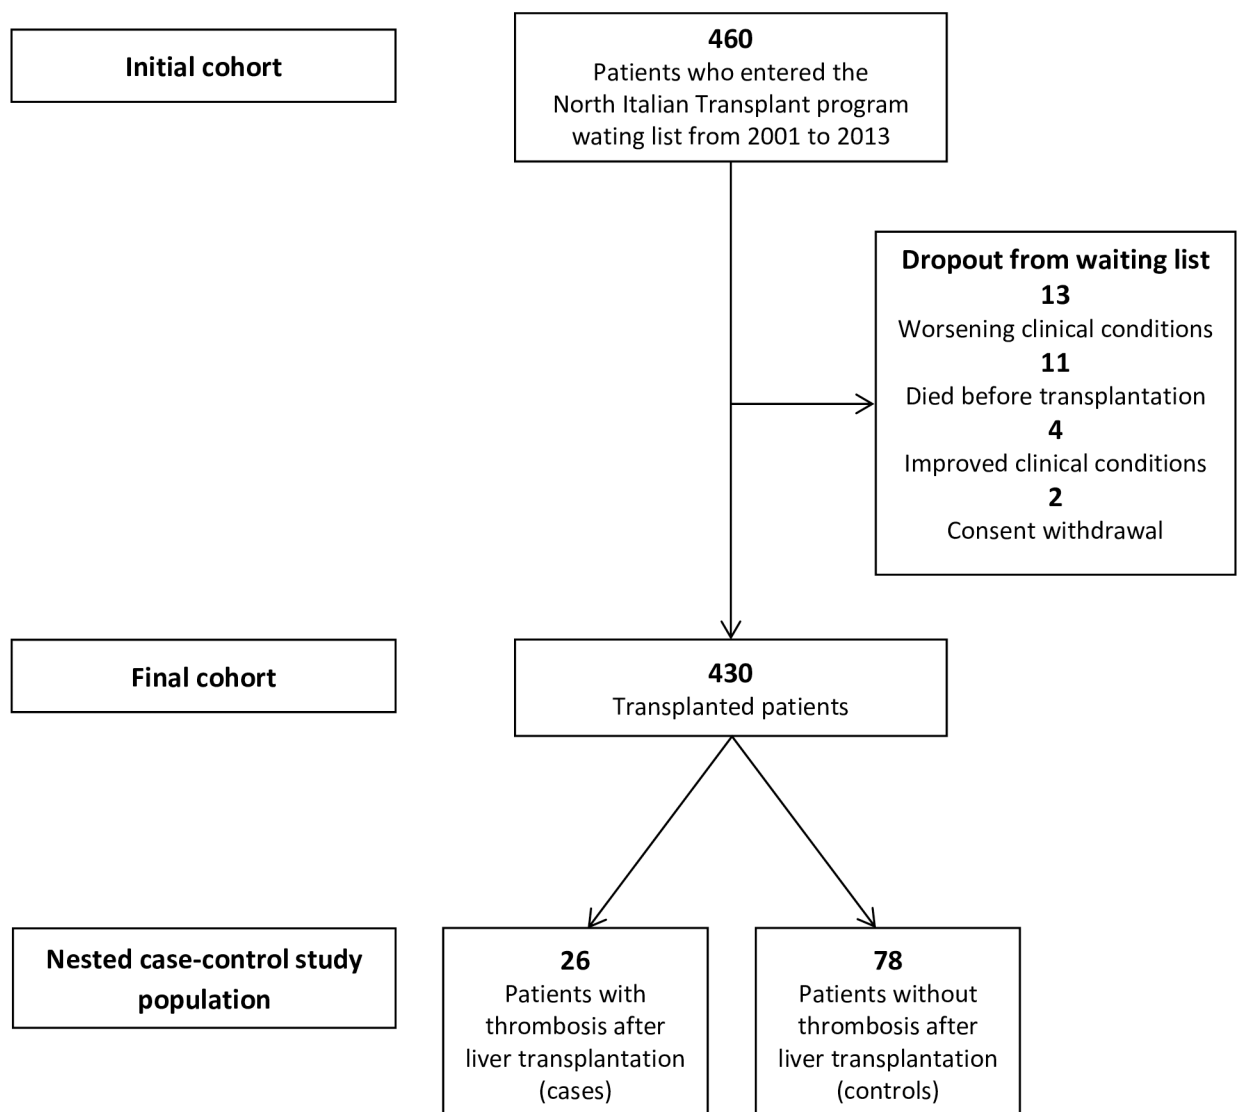 Initial cohort
460
Patients who entered the
North Italian Transplant program
wating list from 2001 to 2013
Dropout from waiting list
13
Worsening clinical conditions
11
Died before transplantation
4
Improved clinical conditions
2
Consent withdrawal
Final cohort
430
Transplanted patients
Nested case-control study
population
26
Patients with
thrombosis after
liver transplantation
(cases)
78
Patients without
thrombosis after
liver transplantation
(controls)